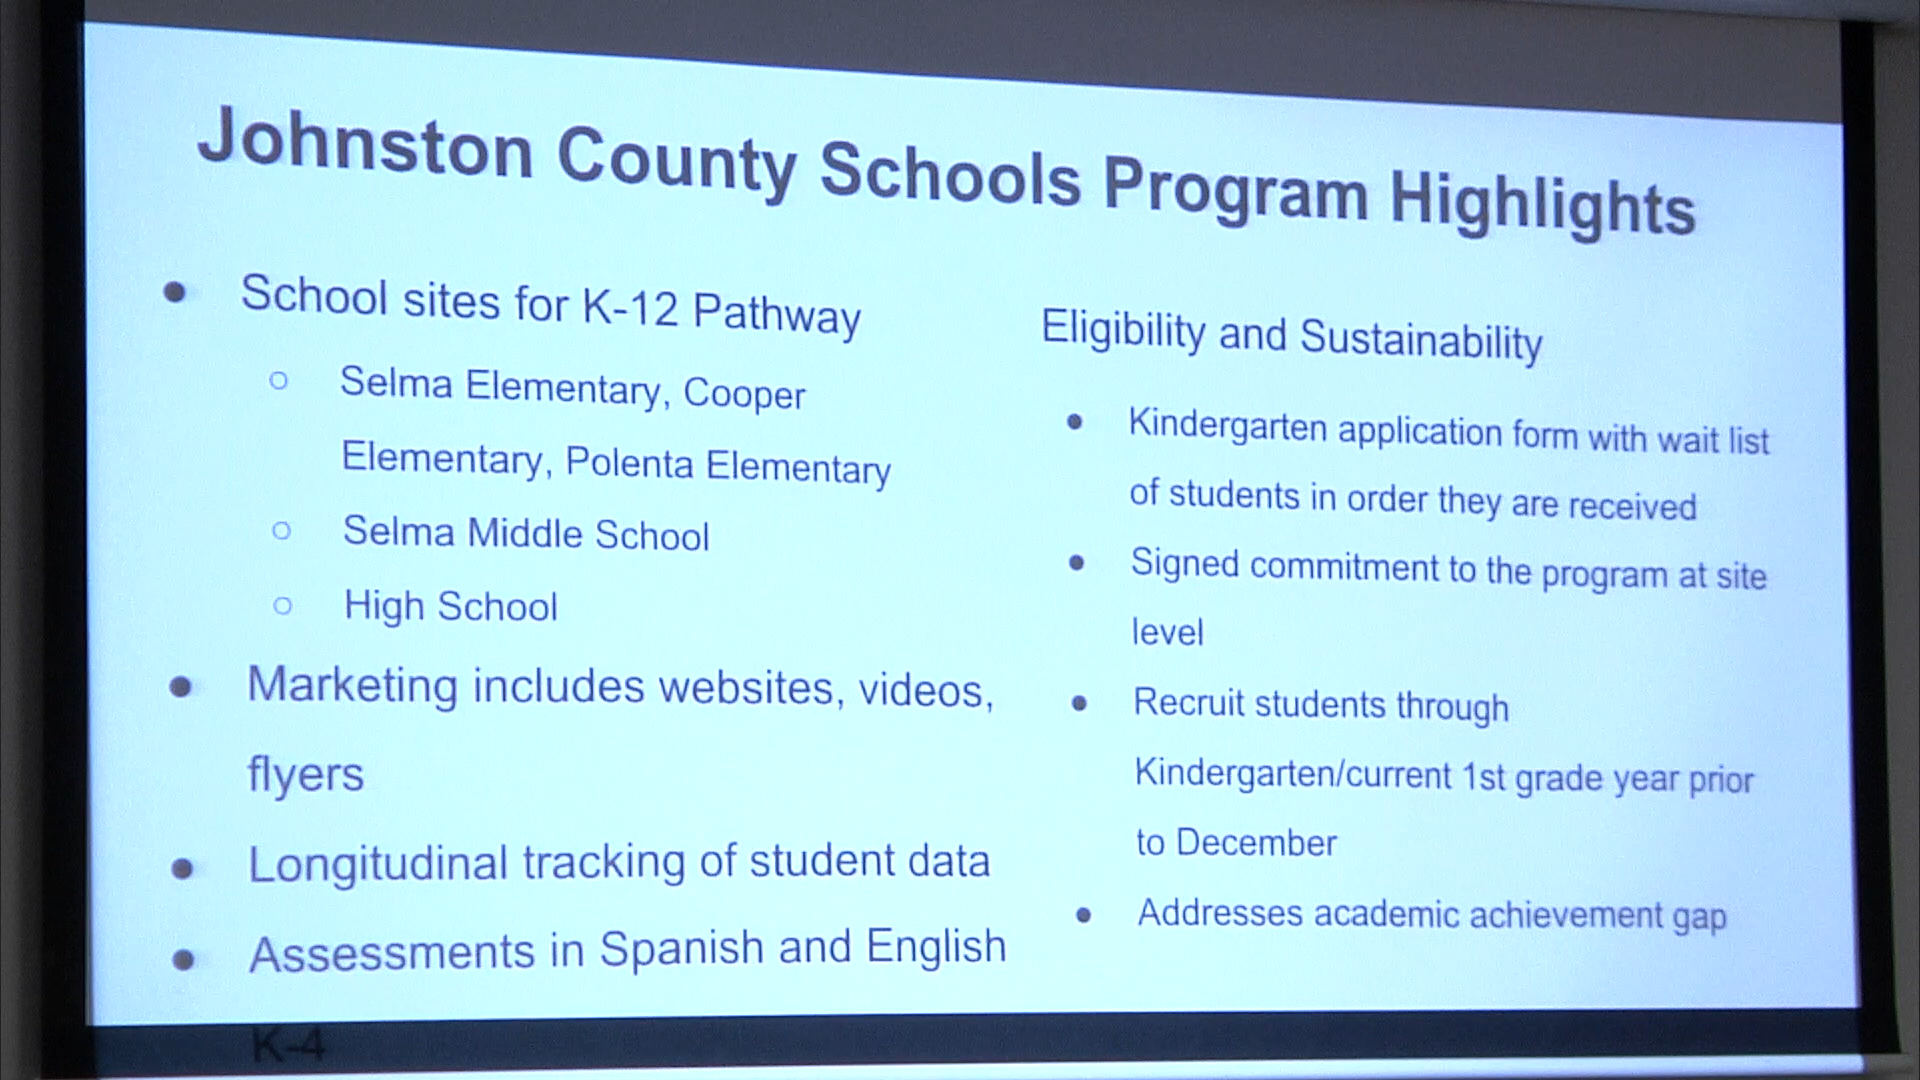 Johnston County Schools Program Highlights
● School sites for K-12 Pathway
○ Selma Elementary, Cooper
Elementary, Polenta Elementary
○ Selma Middle School
○ High School
● Marketing includes websites, videos,
flyers
● Longitudinal tracking of student data
● Assessments in Spanish and English
K-4
Eligibility and Sustainability
● Kindergarten application form with wait list
of students in order they are received
● Signed commitment to the program at site
level
● Recruit students through
Kindergarten/current 1st grade year prior
to December
● Addresses academic achievement gap